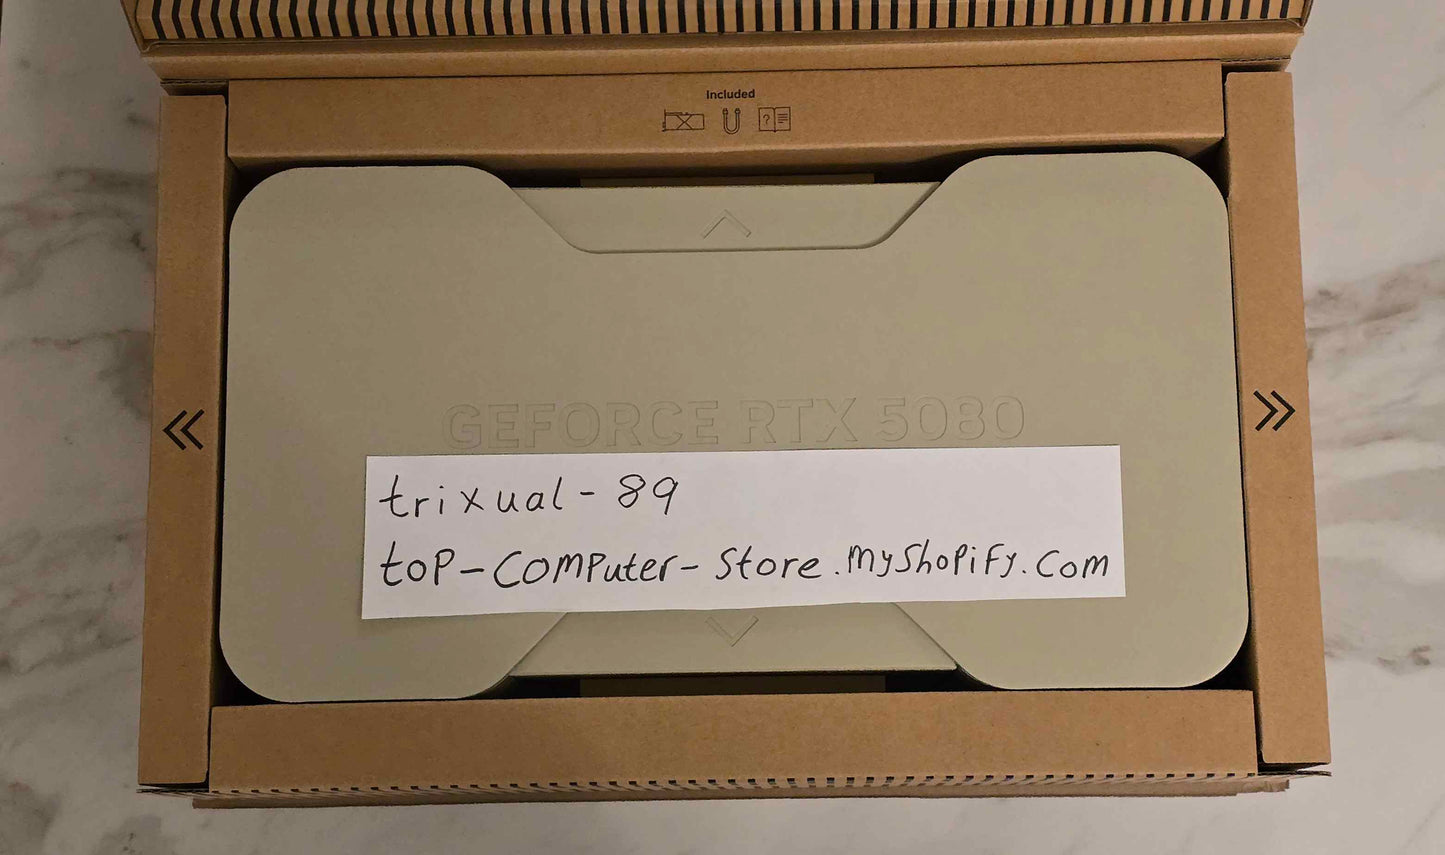 Included
GEFORCE RTX 5080
trixual-89
toP-ComPuter-Store.myShoPiFy.Com